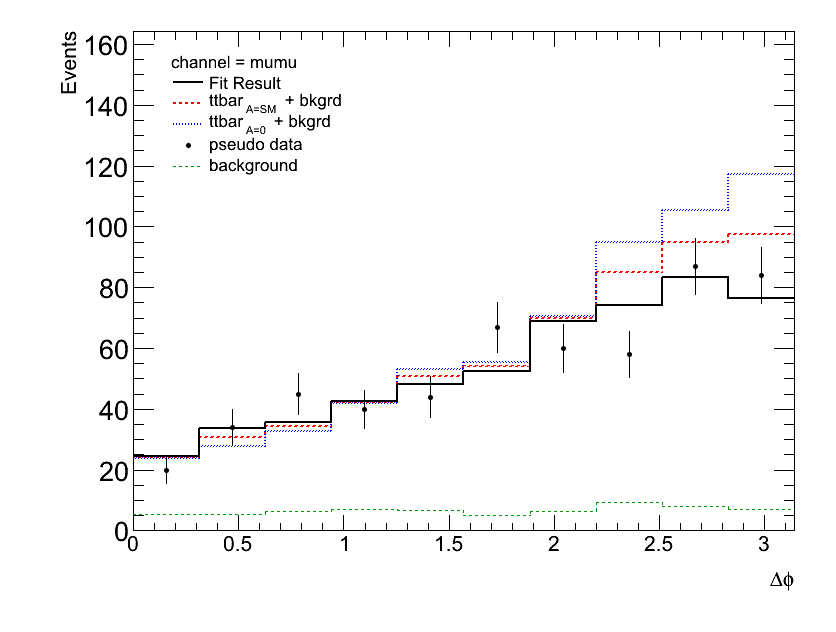 Events
160
140
120
100
80
60
40
20
0
channel = mumu
Fit Result
ttbar A=SM + bkgrd
ttbar A=0 + bkgrd
pseudo data
background
0 0.5 1 1.5 2 2.5 3
Δϕ